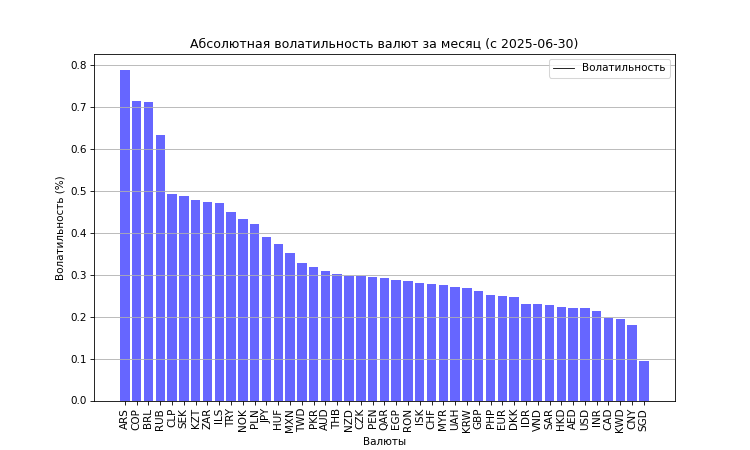 Абсолютная волатильность валют за месяц (с 2025-06-30)
Волатильность
Волатильность (%)
0.8
0.7
0.6
0.5
0.4
0.3
0.2
0.1
0.0
ARS
COP
BRL
RUB
CLP
SEK
KZT
ZAR
ILS
TRY
NOK
PLN
JPY
HUF
MXN
TWD
PKR
AUD
THB
NZD
CZK
PEN
QAR
EGP
RON
ISK
CHF
MYR
UAH
KRW
GBP
PHP
EUR
DKK
IDR
VND
SAR
HKD
AED
USD
INR
CAD
KWD
CNY
SGD
Валюты